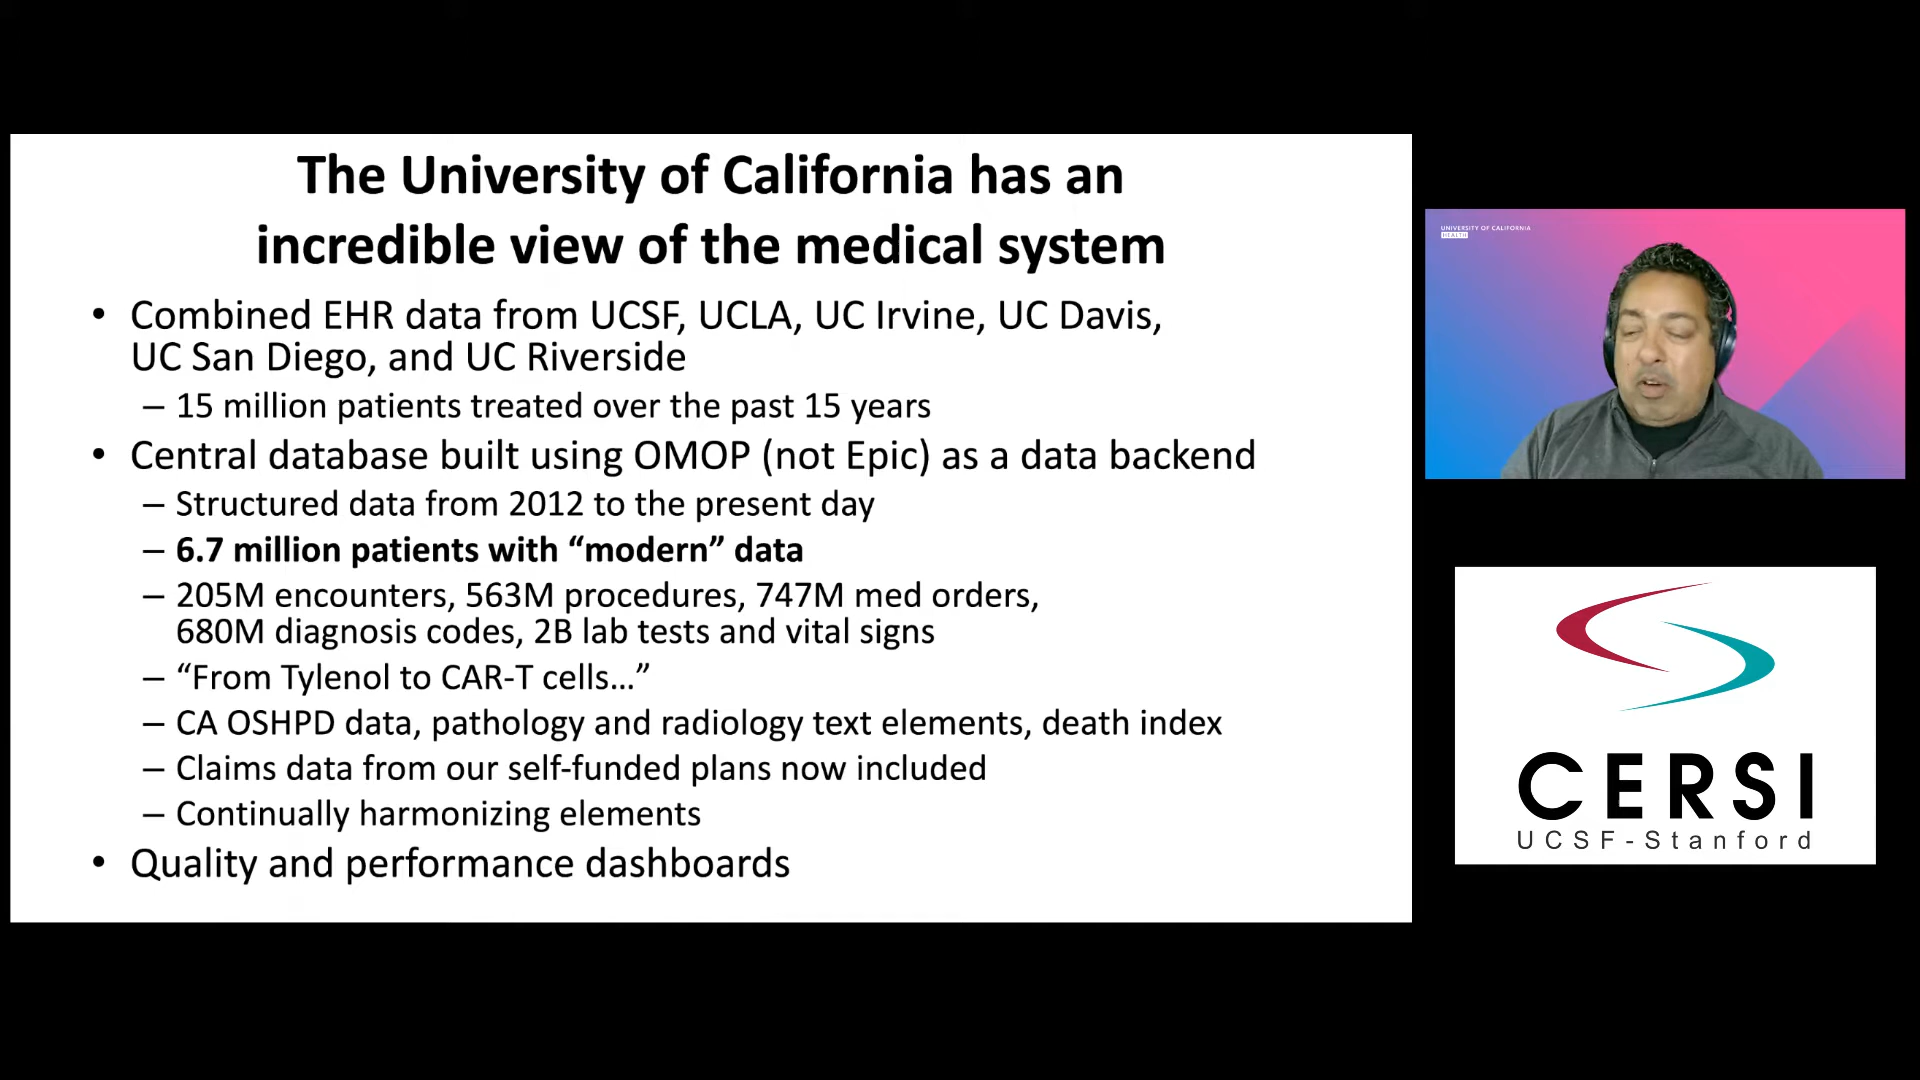 The University of California has an
incredible view of the medical system
• Combined EHR data from UCSF, UCLA, UC Irvine, UC Davis,
UC San Diego, and UC Riverside
– 15 million patients treated over the past 15 years
• Central database built using OMOP (not Epic) as a data backend
– Structured data from 2012 to the present day
– 6.7 million patients with “modern” data
– 205M encounters, 563M procedures, 747M med orders,
680M diagnosis codes, 2B lab tests and vital signs
– “From Tylenol to CAR-T cells…”
– CA OSHPD data, pathology and radiology text elements, death index
– Claims data from our self-funded plans now included
– Continually harmonizing elements
• Quality and performance dashboards
UNIVERSITY OF CALIFORNIA
HEALTH
CERSI
UCSF-Stanford